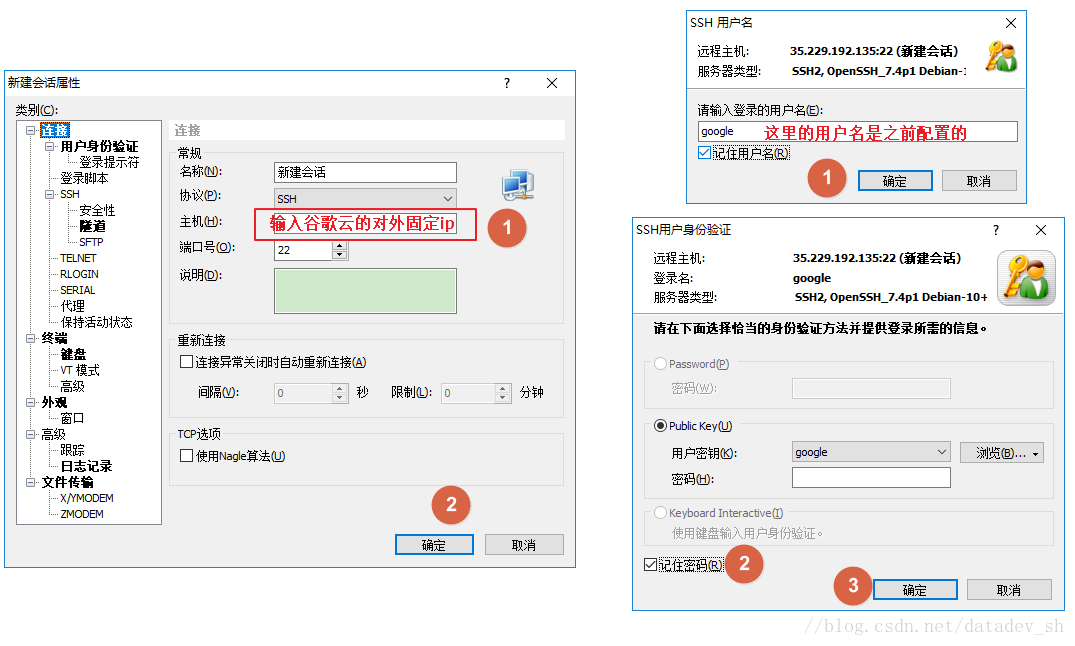 新建会话属性
?
类别(C):
连接
用户身份验证
登录提示符
登录脚本
SSH
安全性
隧道
SFTP
TELNET
RLOGIN
SERIAL
代理
保持活动状态
终端
键盘
VT 模式
高级
外观
窗口
高级
跟踪
日志记录
文件传输
X/YMODEM
ZMODEM
连接
常规
名称(N):
新建会话
协议(P):
SSH
主机(H):
输入谷歌云的对外固定ip
1
端口号(O):
22
说明(D):
重新连接
连接异常关闭时自动重新连接(A)
间隔(V):
0
秒
限制(L):
0
分钟
TCP选项
使用Nagle算法(U)
2
确定
取消
SSH 用户名
远程主机:
35.229.192.135:22 (新建会话)
服务器类型:
SSH2, OpenSSH_7.4p1 Debian-1
请输入登录的用户名(E):
google
这里的用户名是之前配置的
记住用户名(R)
1
确定
取消
SSH用户身份验证
?
远程主机:
35.229.192.135:22 (新建会话)
登录名:
google
服务器类型:
SSH2, OpenSSH_7.4p1 Debian-10+
请在下面选择恰当的身份验证方法并提供登录所需的信息。
Password(P)
密码(W):
Public Key(U)
用户密钥(K):
google
浏览(B)...
密码(H):
Keyboard Interactive(I)
使用键盘输入用户身份验证。
记住密码(R)
2
3
确定
取消
//blog.csdn.net/datadev_sh